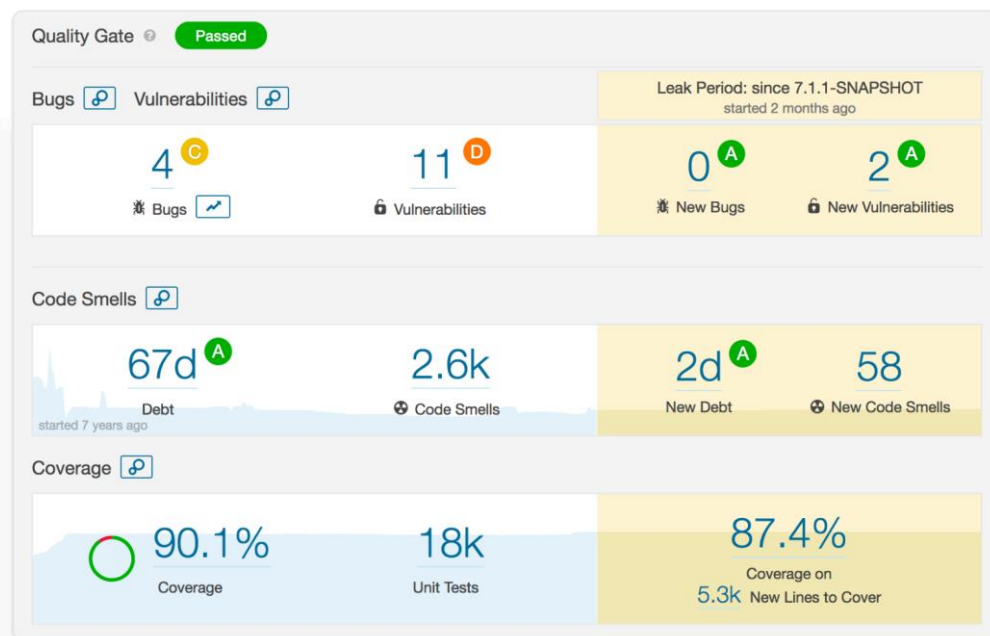 Quality Gate ? Passed
Bugs Vulnerabilities
Leak Period: since 7.1.1-SNAPSHOT
started 2 months ago
4 C
Bugs
11 D
Vulnerabilities
0 A
New Bugs
2 A
New Vulnerabilities
Code Smells
67d A
Debt
started 7 years ago
2.6k
Code Smells
2d A
New Debt
58
New Code Smells
Coverage
90.1%
Coverage
18k
Unit Tests
87.4%
Coverage on
5.3k New Lines to Cover